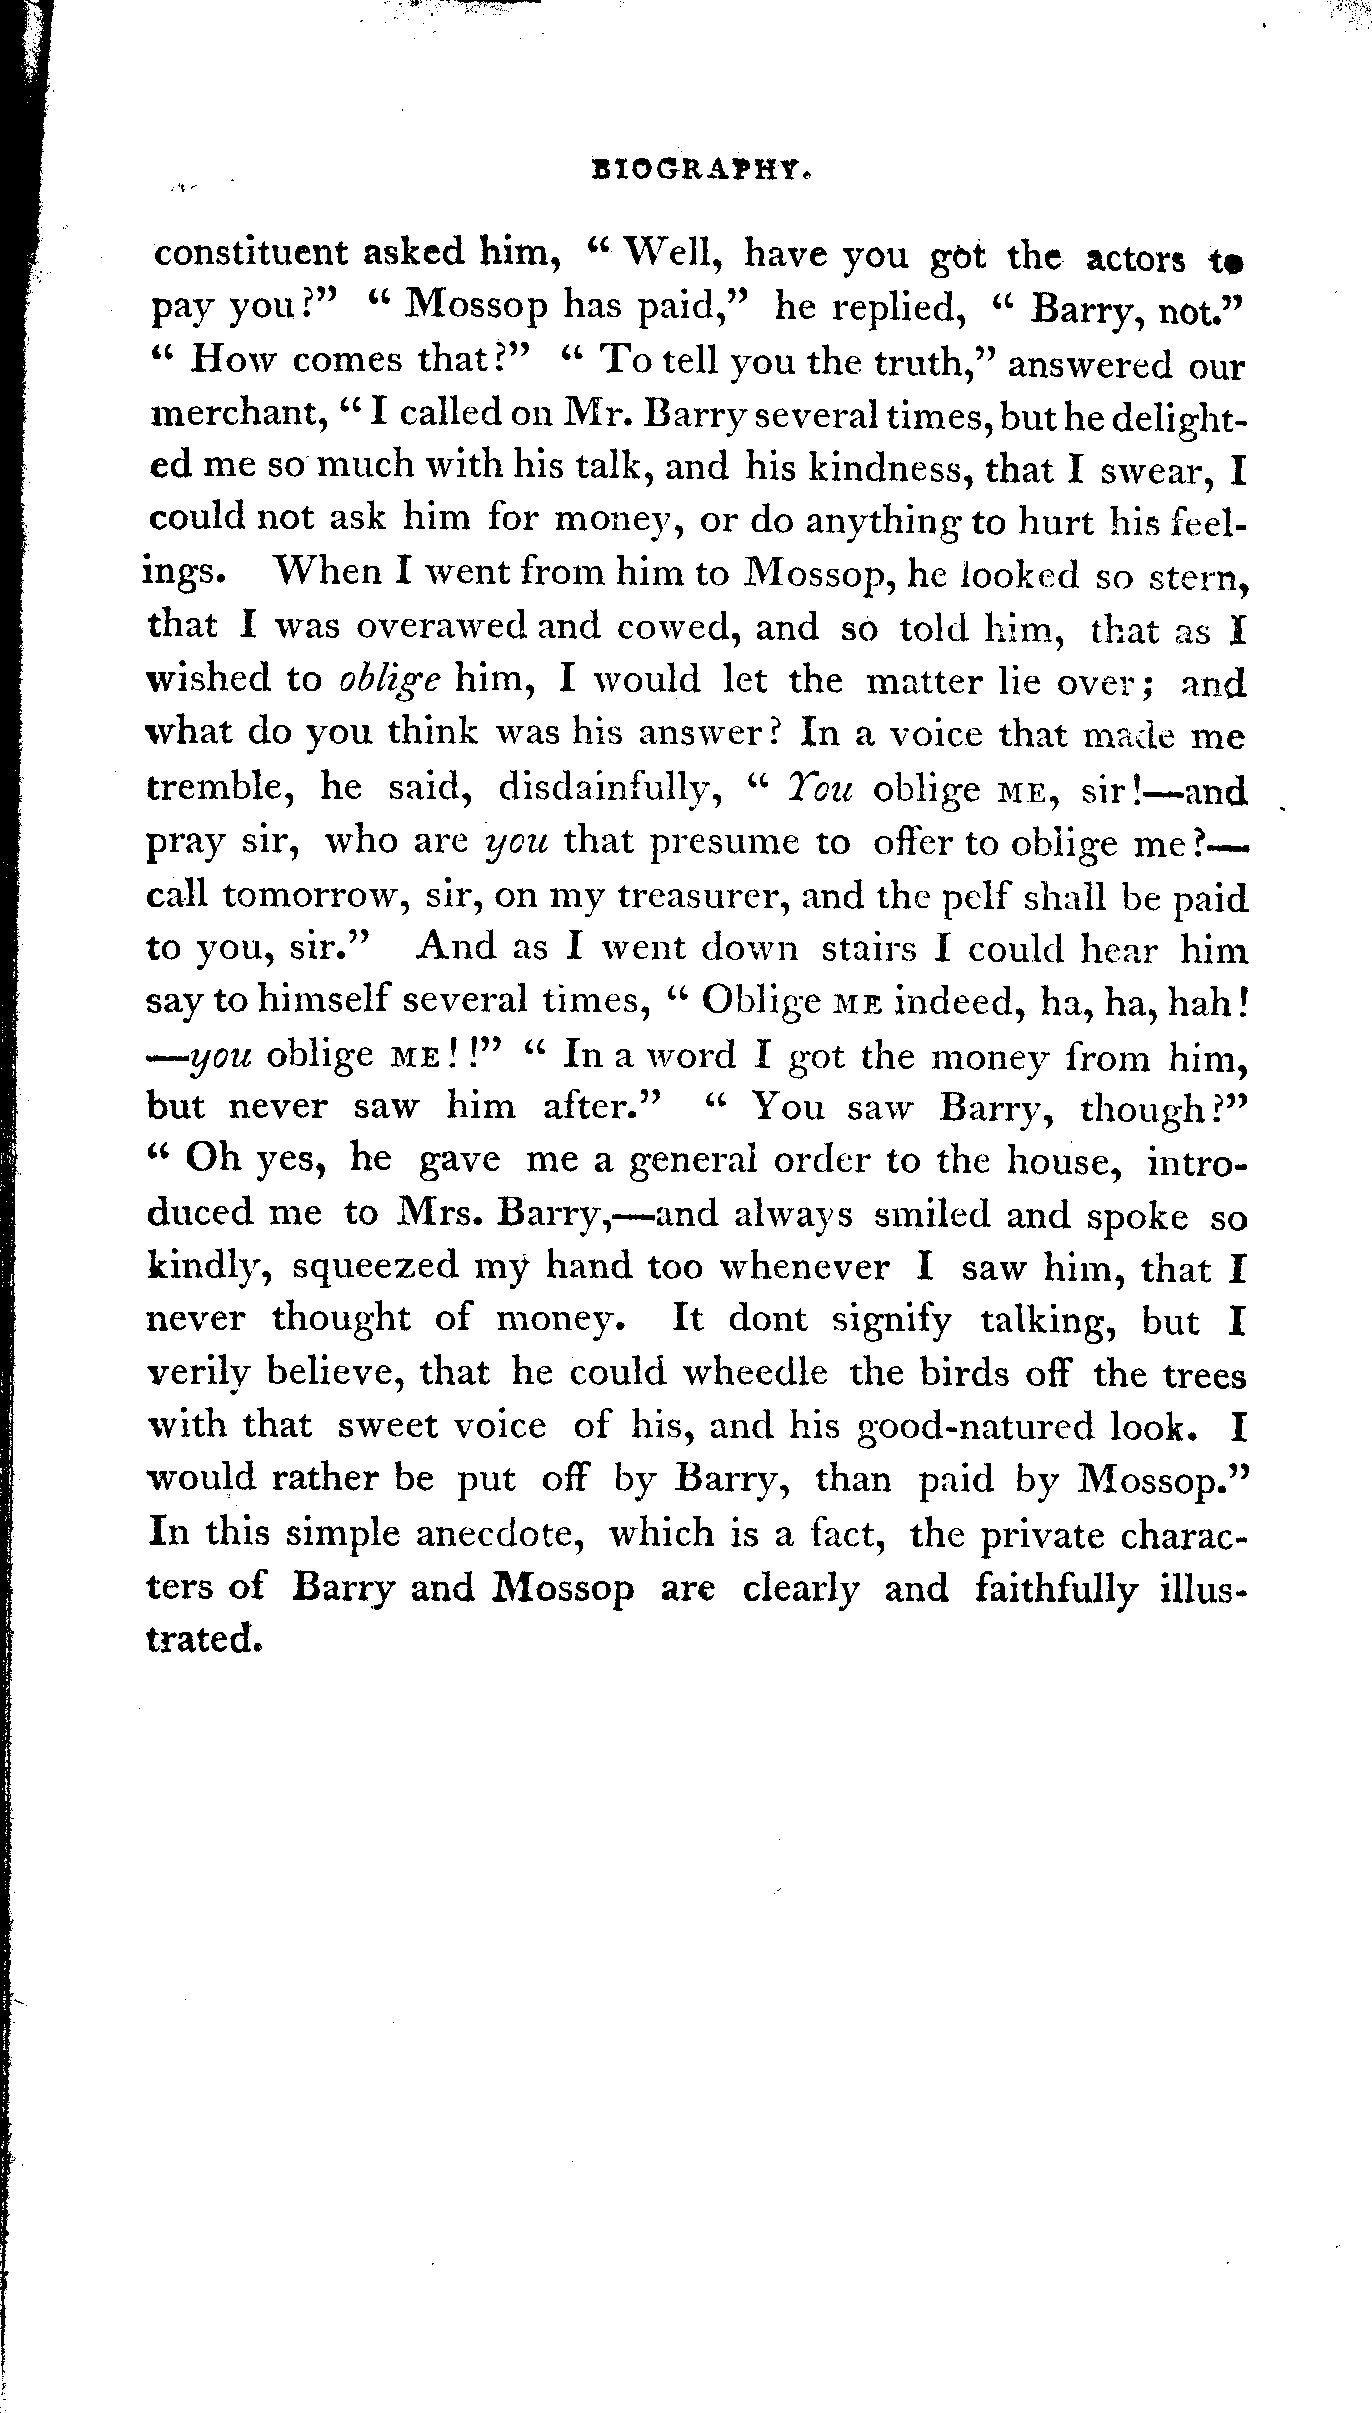 BIOGRAPHY.
constituent asked him, “ Well, have you got the actors to
pay you?” “ Mossop has paid,” he replied, “ Barry, not.”
“ How comes that?” “ To tell you the truth,” answered our
merchant, “ I called on Mr. Barry several times, but he delight-
ed me so much with his talk, and his kindness, that I swear, I
could not ask him for money, or do anything to hurt his feel-
ings. When I went from him to Mossop, he looked so stern,
that I was overawed and cowed, and so told him, that as I
wished to oblige him, I would let the matter lie over; and
what do you think was his answer? In a voice that made me
tremble, he said, disdainfully, “ You oblige ME, sir!—and
pray sir, who are you that presume to offer to oblige me?—
call tomorrow, sir, on my treasurer, and the pelf shall be paid
to you, sir.” And as I went down stairs I could hear him
say to himself several times, “ Oblige ME indeed, ha, ha, hah!
—you oblige ME!!” “ In a word I got the money from him,
but never saw him after.” “ You saw Barry, though?”
“ Oh yes, he gave me a general order to the house, intro-
duced me to Mrs. Barry,—and always smiled and spoke so
kindly, squeezed my hand too whenever I saw him, that I
never thought of money. It dont signify talking, but I
verily believe, that he could wheedle the birds off the trees
with that sweet voice of his, and his good-natured look. I
would rather be put off by Barry, than paid by Mossop.”
In this simple anecdote, which is a fact, the private charac-
ters of Barry and Mossop are clearly and faithfully illus-
trated.